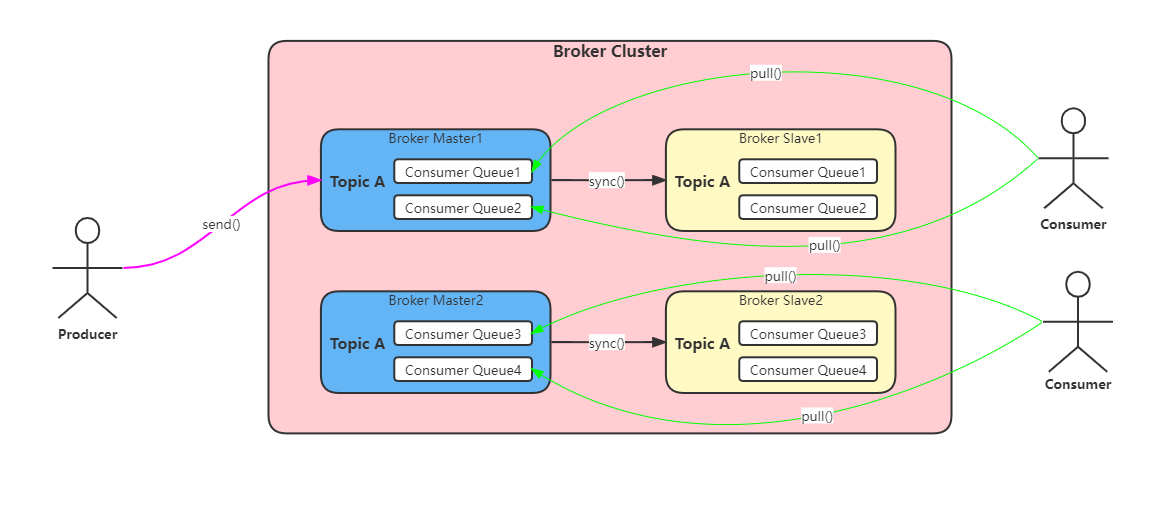 Broker Cluster
pull()
Broker Master1
Topic A
Consumer Queue1
Consumer Queue2
sync()
Broker Slave1
Topic A
Consumer Queue1
Consumer Queue2
pull()
Consumer
send()
Producer
pull()
Broker Master2
Topic A
Consumer Queue3
Consumer Queue4
sync()
Broker Slave2
Topic A
Consumer Queue3
Consumer Queue4
pull()
Consumer